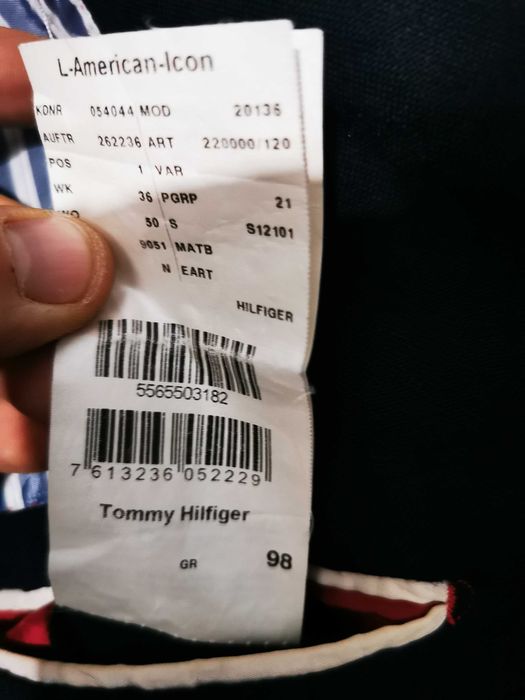 L-American-Icon
KDNR 054044 MOD 20136
AUFTR 262236 ART 220000/120
POS 1 VAR
WK 36 PGRP 21
50 S S12101
9051 MATB
N EART
HILFIGER
5565503182
7 613236 052229
Tommy Hilfiger
GR 98